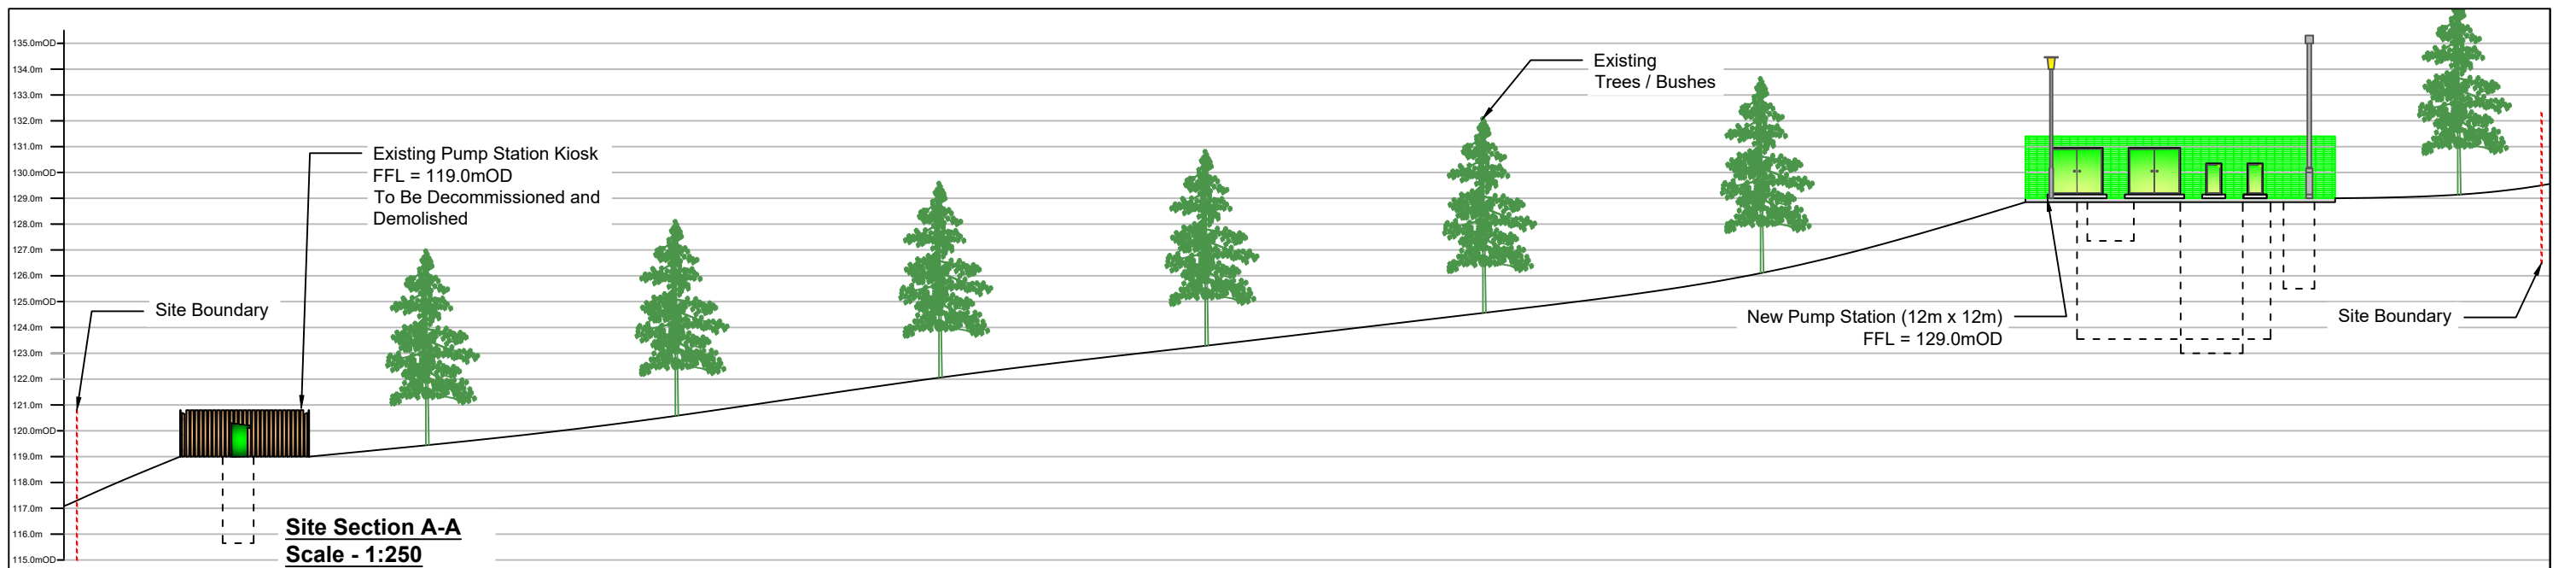 135.0mOD
134.0m
133.0m
132.0m
131.0m
130.0mOD
129.0m
128.0m
127.0m
126.0m
125.0mOD
124.0m
123.0m
122.0m
121.0m
120.0mOD
119.0m
118.0m
117.0m
116.0m
115.0mOD
Site Boundary
Existing Pump Station Kiosk
FFL = 119.0mOD
To Be Decommissioned and
Demolished
Existing
Trees / Bushes
New Pump Station (12m x 12m)
FFL = 129.0mOD
Site Boundary
Site Section A-A
Scale - 1:250